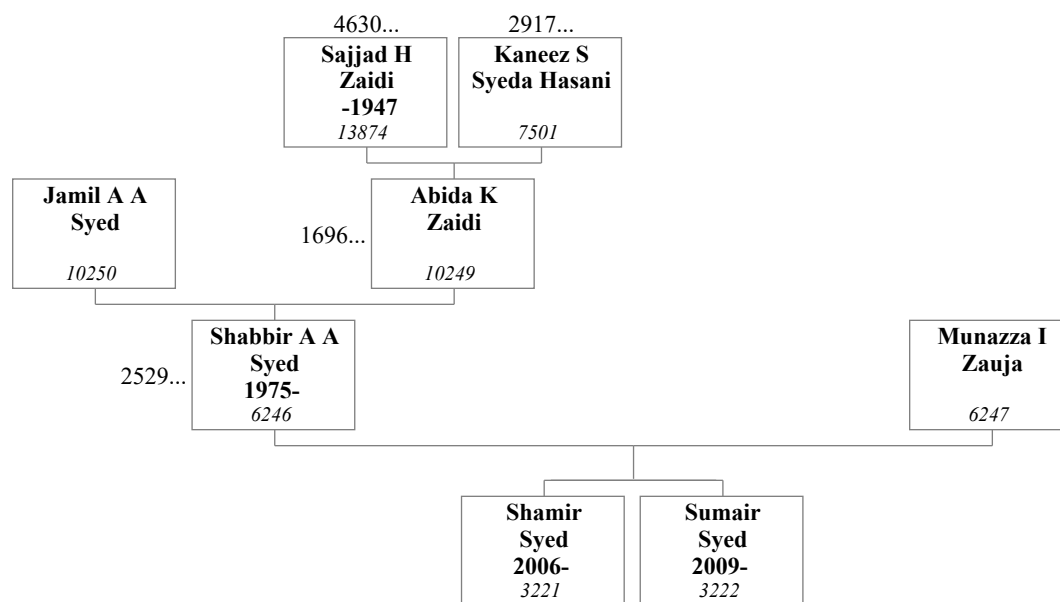 4630...
2917...
Sajjad H
Zaidi
-1947
13874
Kaneez S
Syeda Hasani
7501
Jamil A A
Syed
10250
1696...
Abida K
Zaidi
10249
2529...
Shabbir A A
Syed
1975-
6246
Munazza I
Zauja
6247
Shamir
Syed
2006-
3221
Sumair
Syed
2009-
3222